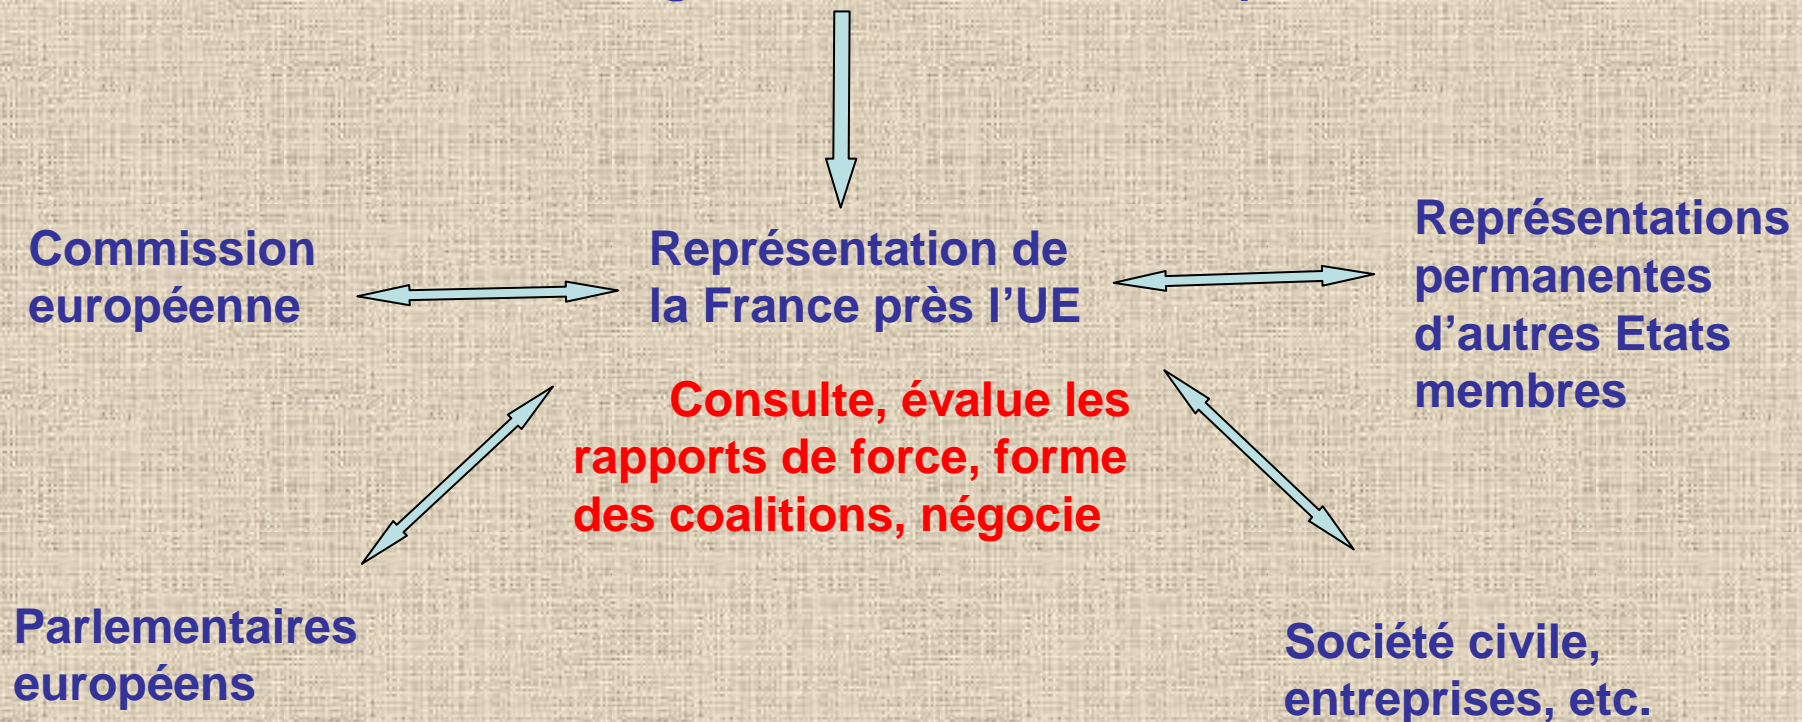 Commission
européenne
Représentation de
la France près l’UE
Représentations
permanentes
d’autres Etats
membres
Consulte, évalue les
rapports de force, forme
des coalitions, négocie
Parlementaires
européens
Société civile,
entreprises, etc.